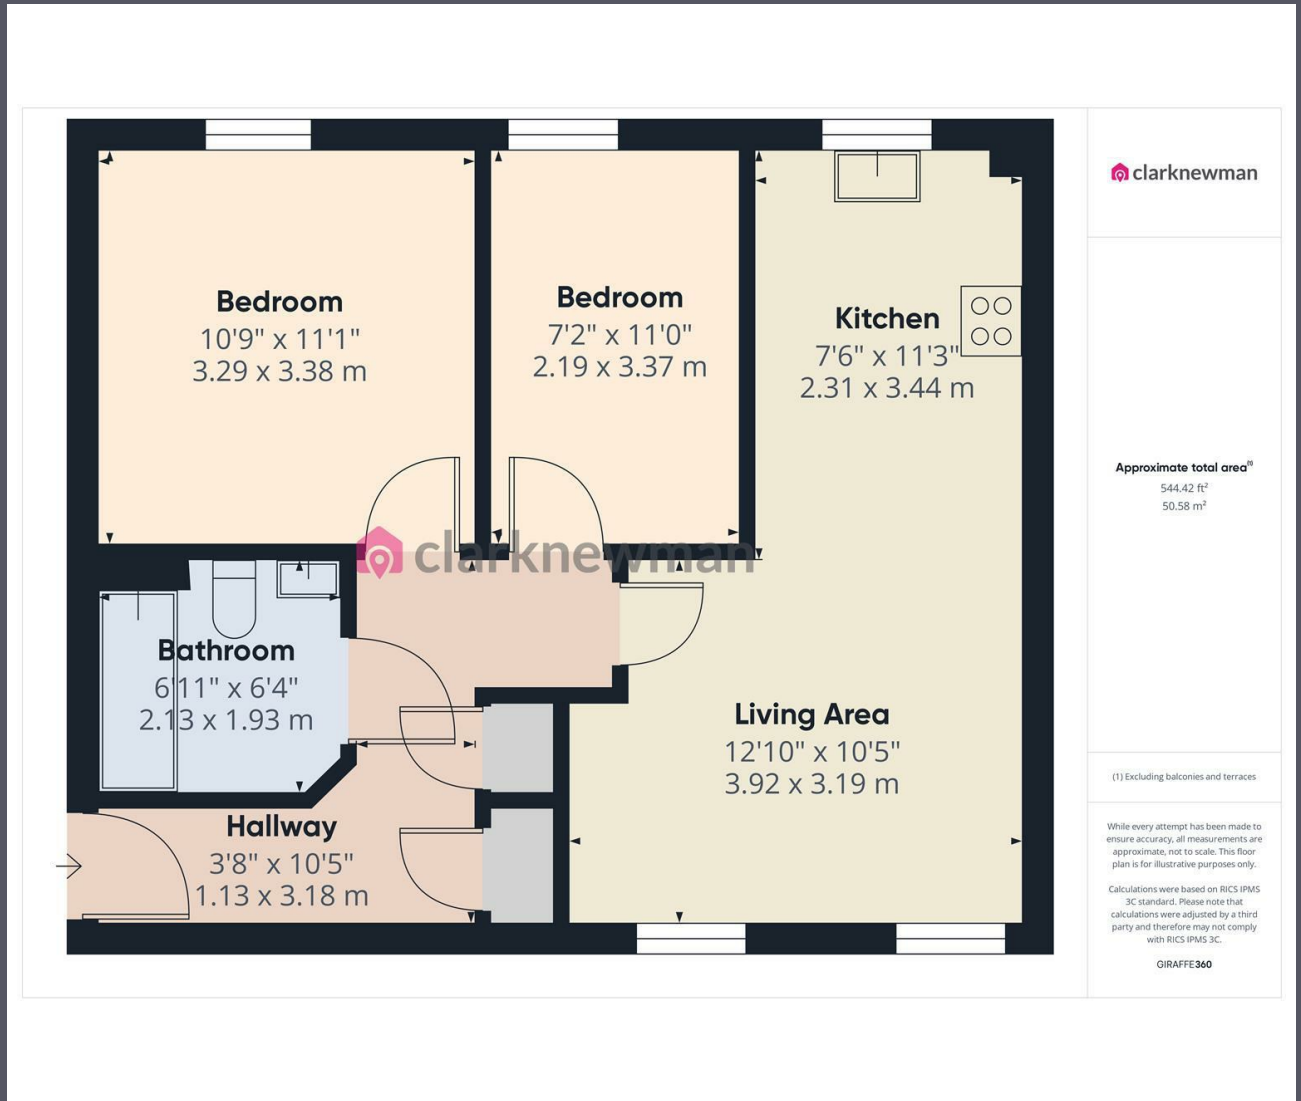 Bedroom
10'9" x 11'1"
3.29 x 3.38 m
Bedroom
7'2" x 11'0"
2.19 x 3.37 m
Kitchen
7'6" x 11'3"
2.31 x 3.44 m
clarknewman
Bathroom
6'11" x 6'4"
2.13 x 1.93 m
Living Area
12'10" x 10'5"
3.92 x 3.19 m
Hallway
3'8" x 10'5"
1.13 x 3.18 m
clarknewman
Approximate total area(1)
544.42 ft²
50.58 m²
(1) Excluding balconies and terraces
While every attempt has been made to
ensure accuracy, all measurements are
approximate, not to scale. This floor
plan is for illustrative purposes only.
Calculations were based on RICS IPMS
3C standard. Please note that
calculations were adjusted by a third
party and therefore may not comply
with RICS IPMS 3C.
GIRAFFE360